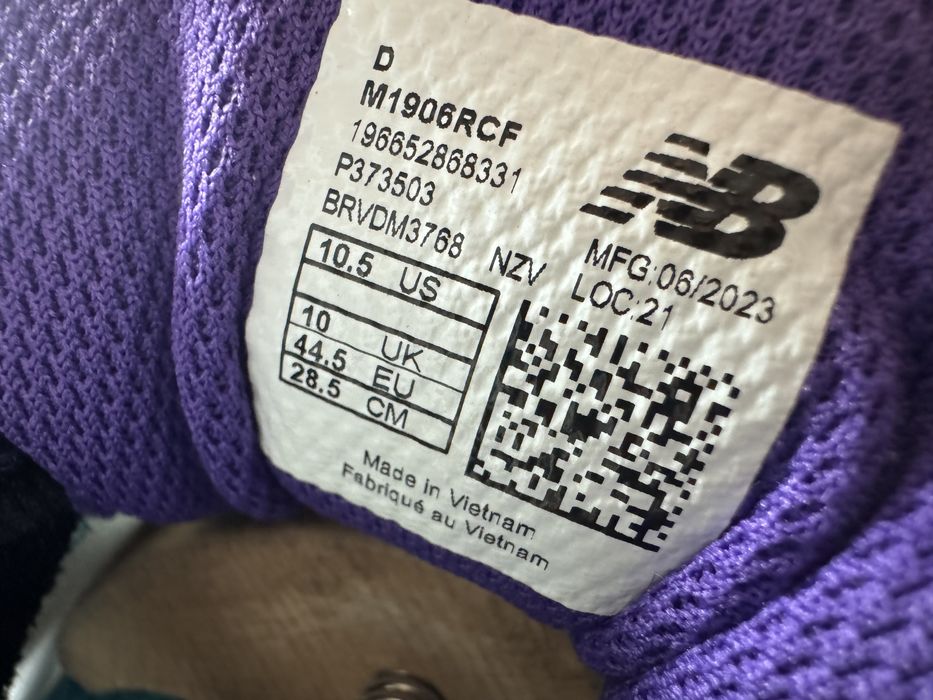 D
M1906RCF
196652868331
P373503
BRVDM3768 NZV
NB
MFG:06/2023
LOC:21
10.5 US
10 UK
44.5 EU
28.5 CM
Made in Vietnam
Fabriqué au Vietnam